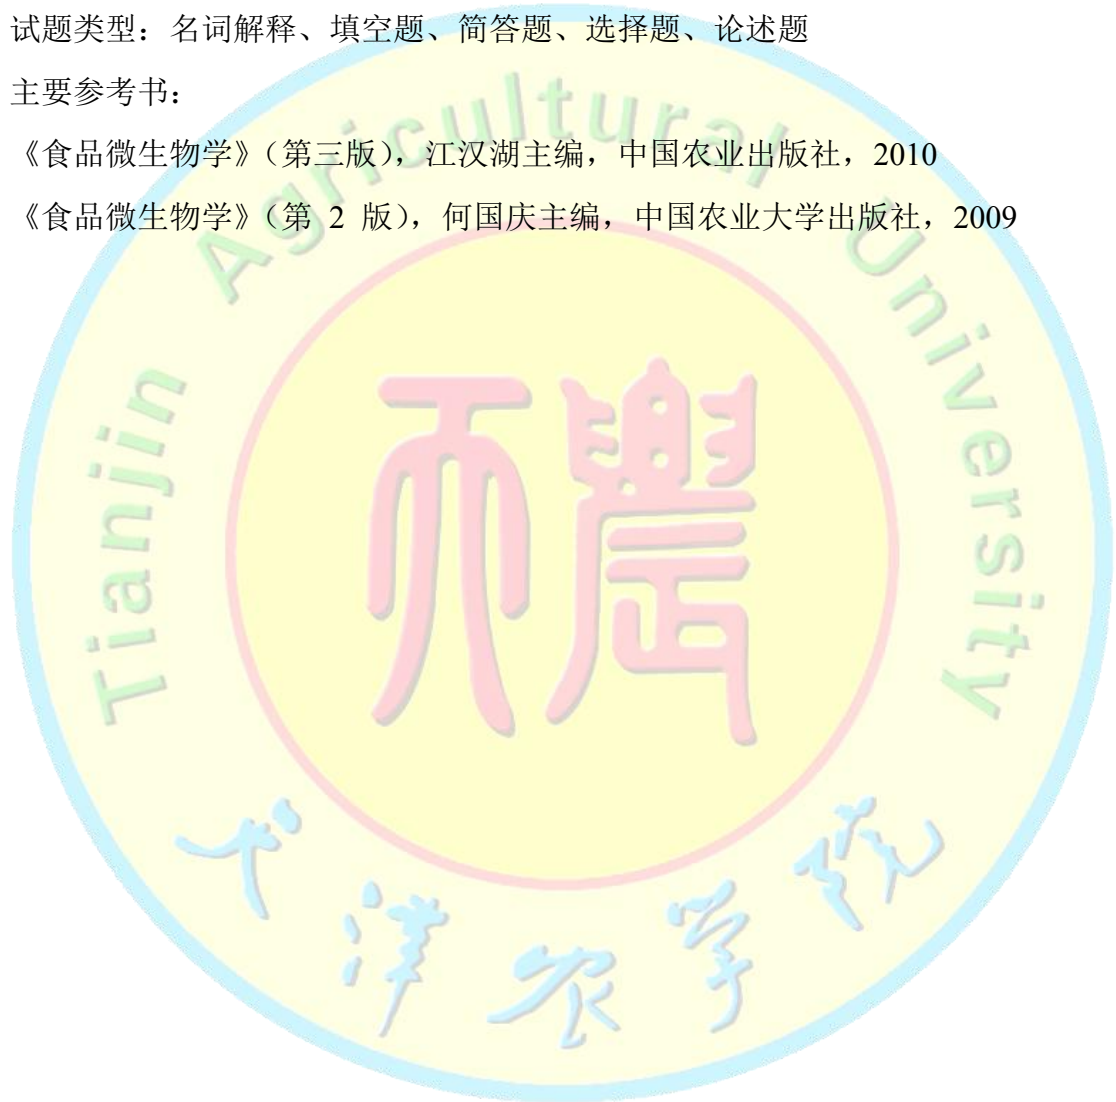 试题类型：名词解释、填空题、简答题、选择题、论述题
主要参考书：
《食品微生物学》（第三版），江汉湖主编，中国农业出版社，2010
《食品微生物学》（第 2 版），何国庆主编，中国农业大学出版社，2009
Tianjin Agricultural University
天津农学院